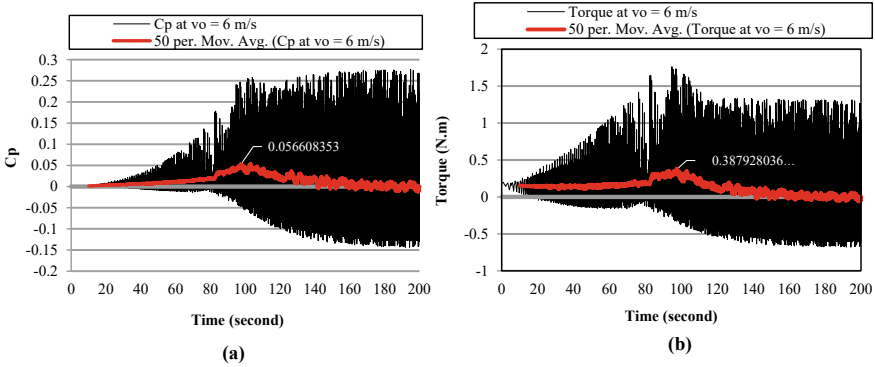 Cp at vo = 6 m/s
50 per. Mov. Avg. (Cp at vo = 6 m/s)
0.3
0.25
0.2
0.15
0.1
0.05
0
-0.05
-0.1
-0.15
-0.2
Cp
0.056608353
0 20 40 60 80 100 120 140 160 180 200
Time (second)
(a)
Torque at vo = 6 m/s
50 per. Mov. Avg. (Torque at vo = 6 m/s)
2
1.5
1
0.5
0
-0.5
-1
Torque (N.m)
0.387928036…
0 20 40 60 80 100 120 140 160 180 200
Time (second)
(b)